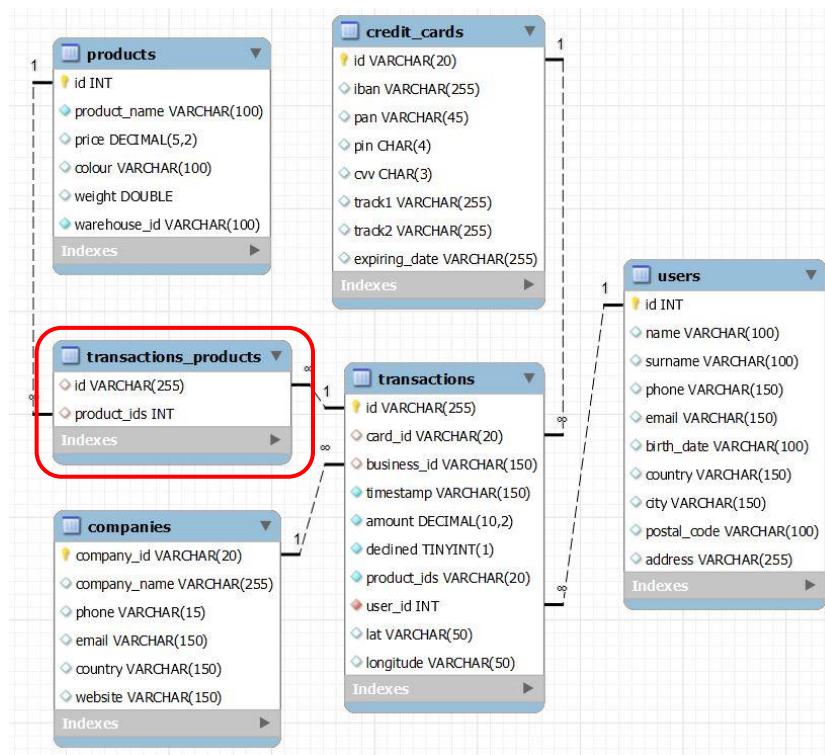 products
id INT
product_name VARCHAR(100)
price DECIMAL(5,2)
colour VARCHAR(100)
weight DOUBLE
warehouse_id VARCHAR(100)
Indexes
credit_cards
id VARCHAR(20)
iban VARCHAR(255)
pan VARCHAR(45)
pin CHAR(4)
cvv CHAR(3)
track1 VARCHAR(255)
track2 VARCHAR(255)
expiring_date VARCHAR(255)
Indexes
users
id INT
name VARCHAR(100)
surname VARCHAR(100)
phone VARCHAR(150)
email VARCHAR(150)
birth_date VARCHAR(100)
country VARCHAR(150)
city VARCHAR(150)
postal_code VARCHAR(100)
address VARCHAR(255)
Indexes
transactions_products
id VARCHAR(255)
product_ids INT
Indexes
transactions
id VARCHAR(255)
card_id VARCHAR(20)
business_id VARCHAR(150)
timestamp VARCHAR(150)
amount DECIMAL(10,2)
declined TINYINT(1)
product_ids VARCHAR(20)
user_id INT
lat VARCHAR(50)
longitude VARCHAR(50)
Indexes
companies
company_id VARCHAR(20)
company_name VARCHAR(255)
phone VARCHAR(15)
email VARCHAR(150)
country VARCHAR(150)
website VARCHAR(150)
Indexes
1
1
1
1
1
∞
∞
∞
∞
∞